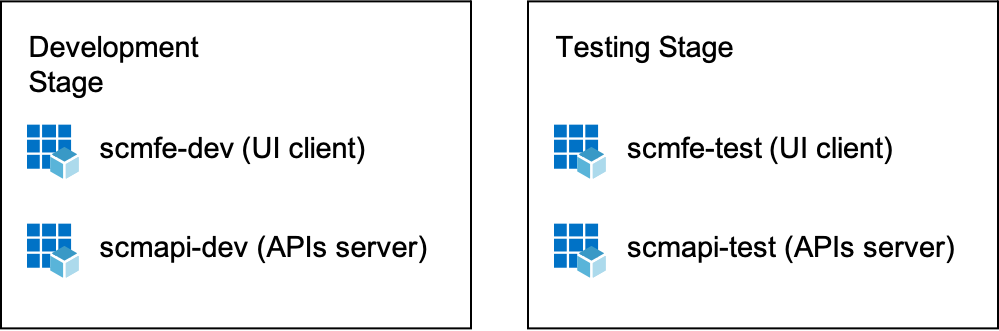 Development
Stage
scmfe-dev (UI client)
scmapi-dev (APIs server)
Testing Stage
scmfe-test (UI client)
scmapi-test (APIs server)